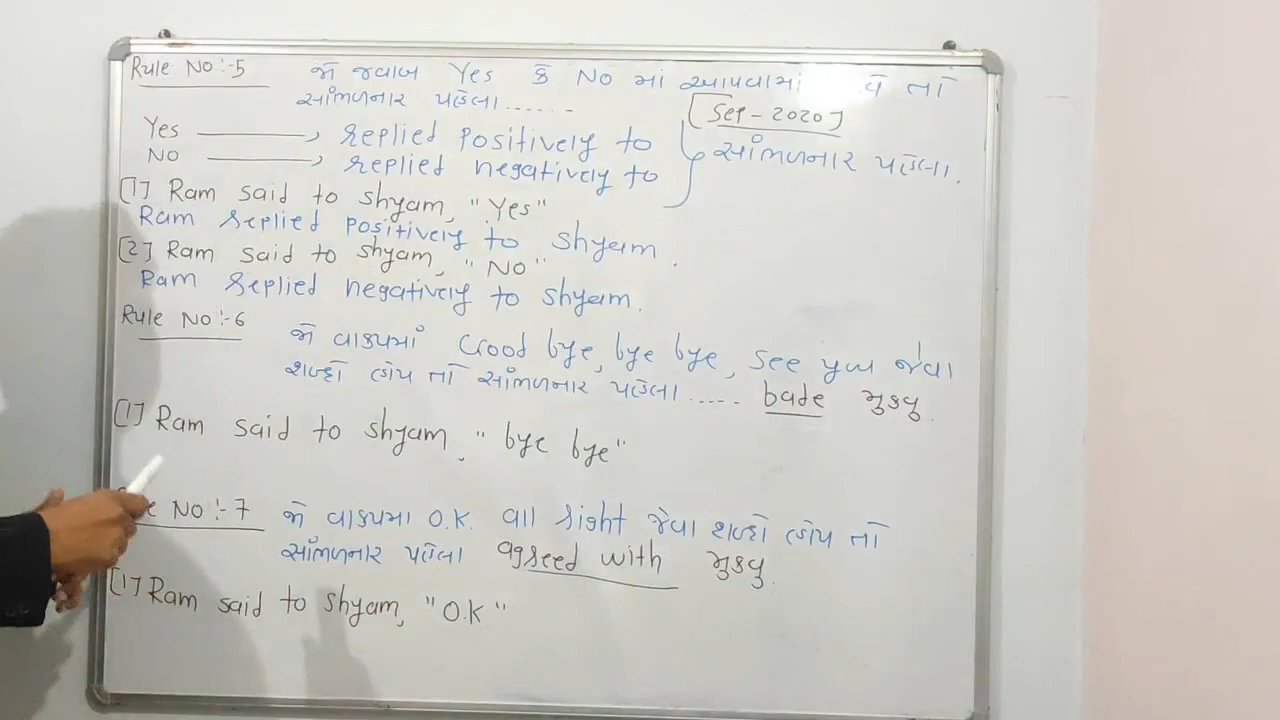 Rule No:-5 જો જવાબ Yes કે NO માં આપવામાં વે તો
સાંભળનાર પહેલા.......
[Sep-2020]
Yes ————, replied positively to
NO ————, replied negatively to
સાંભળનાર પહેલા.
[1] Ram said to shyam, "Yes"
Ram replied positively to shyam.
[2] Ram said to shyam, "NO"
Ram replied negatively to shyam.
Rule No:-6 જો વાક્યમાં Good bye, bye bye, see you જેવા
શબ્દો હોય તો સાંભળનાર પહેલા..... bade મુકવુ.
[1] Ram said to shyam, "bye bye"
No:-7 જો વાક્યમા O.K. all right જેવા શબ્દો હોય તો
સાંભળનાર પહેલા agreed with મુકવુ.
[1] Ram said to shyam, "O.K"